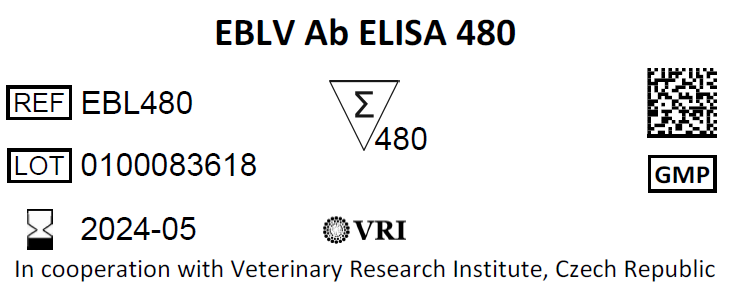 EBLV Ab ELISA 480
REF EBL480
Σ
480
LOT 0100083618
GMP
2024-05
VRI
In cooperation with Veterinary Research Institute, Czech Republic